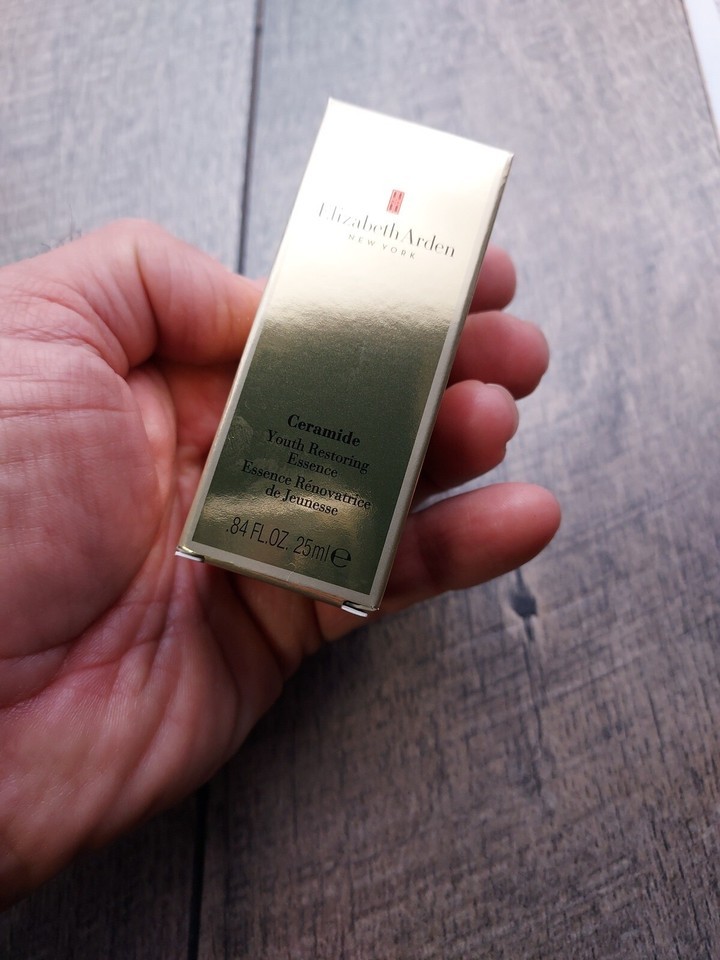 Elizabeth Arden
NEW YORK
Ceramide
Youth Restoring
Essence
Essence Rénovatrice
de Jeunesse
.84 FL.OZ. 25ml e